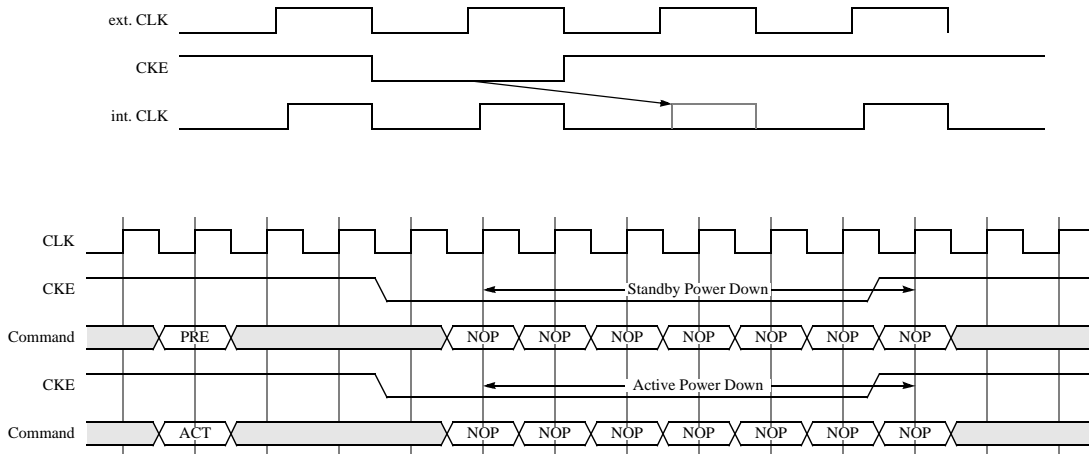 ext. CLK
CKE
int. CLK
CLK
CKE
Standby Power Down
Command
PRE
NOP NOP NOP NOP NOP NOP NOP
CKE
Active Power Down
Command
ACT
NOP NOP NOP NOP NOP NOP NOP